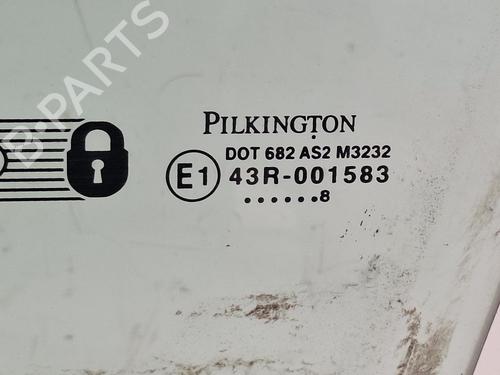 B-PARTS
PILKINGTON
DOT 682 AS2 M3232
E1 43R-001583
......8